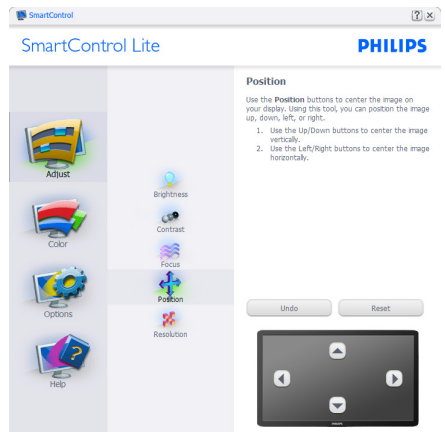 SmartControl
SmartControl Lite
PHILIPS
Adjust
Color
Options
Help
Brightness
Contrast
Focus
Position
Resolution
Position
Use the Position buttons to center the image on
your display. Using this tool, you can position the image
up, down, left, or right.
1. Use the Up/Down buttons to center the image
vertically.
2. Use the Left/Right buttons to center the image
horizontally.
Undo
Reset
PHILIPS